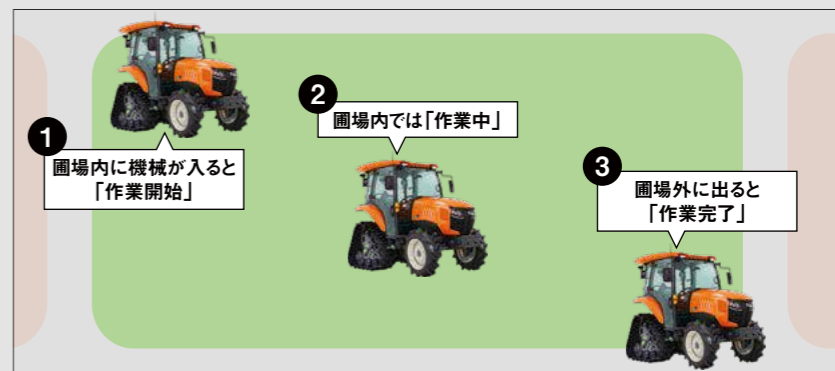 1
圃場内に機械が入ると
「作業開始」
2
圃場内では「作業中」
3
圃場外に出ると
「作業完了」